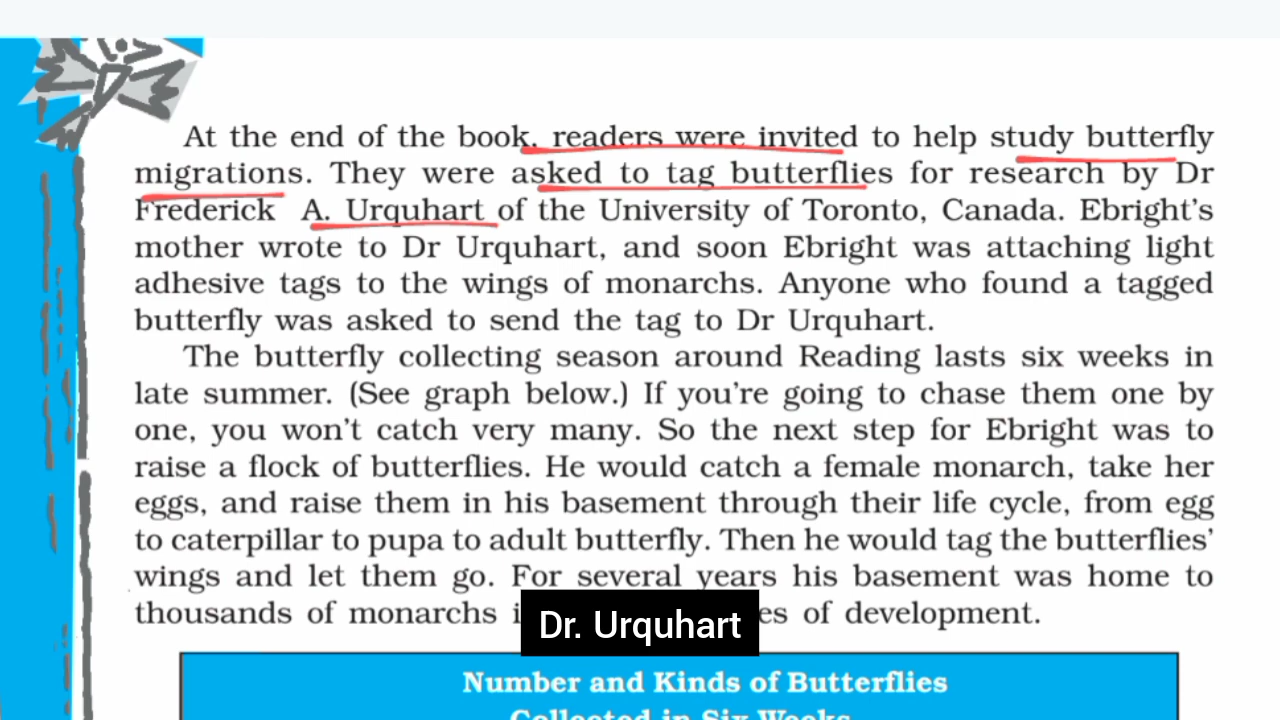 At the end of the book, readers were invited to help study butterfly
migrations. They were asked to tag butterflies for research by Dr
Frederick A. Urquhart of the University of Toronto, Canada. Ebright's
mother wrote to Dr Urquhart, and soon Ebright was attaching light
adhesive tags to the wings of monarchs. Anyone who found a tagged
butterfly was asked to send the tag to Dr Urquhart.
The butterfly collecting season around Reading lasts six weeks in
late summer. (See graph below.) If you're going to chase them one by
one, you won't catch very many. So the next step for Ebright was to
raise a flock of butterflies. He would catch a female monarch, take her
eggs, and raise them in his basement through their life cycle, from egg
to caterpillar to pupa to adult butterfly. Then he would tag the butterflies'
wings and let them go. For several years his basement was home to
thousands of monarchs of development.
Dr. Urquhart
Number and Kinds of Butterflies
Collected in Six Weeks